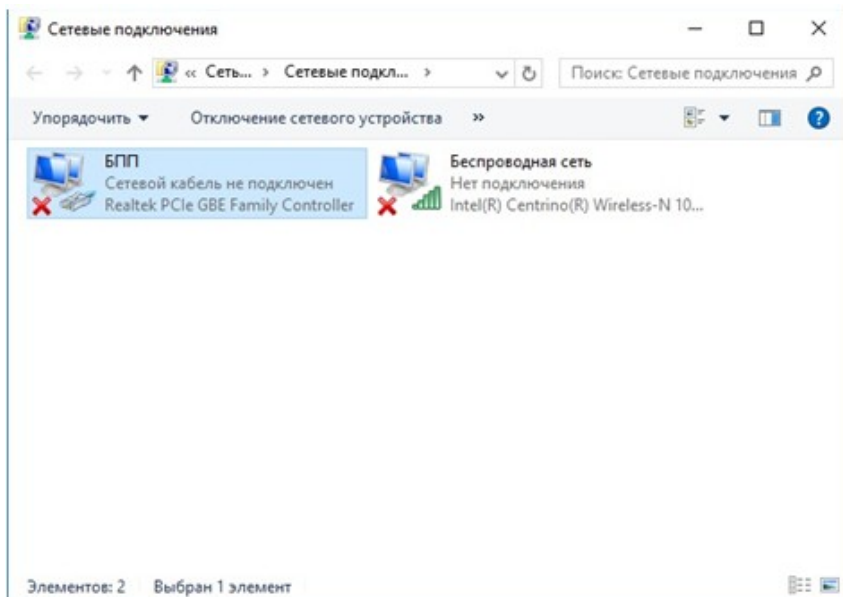 Сетевые подключения
« Сеть... › Сетевые подкл... ›
Поиск: Сетевые подключения
Упорядочить Отключение сетевого устройства »
БПП
Сетевой кабель не подключен
Realtek PCIe GBE Family Controller
Беспроводная сеть
Нет подключения
Intel(R) Centrino(R) Wireless-N 10...
Элементов: 2 Выбран 1 элемент